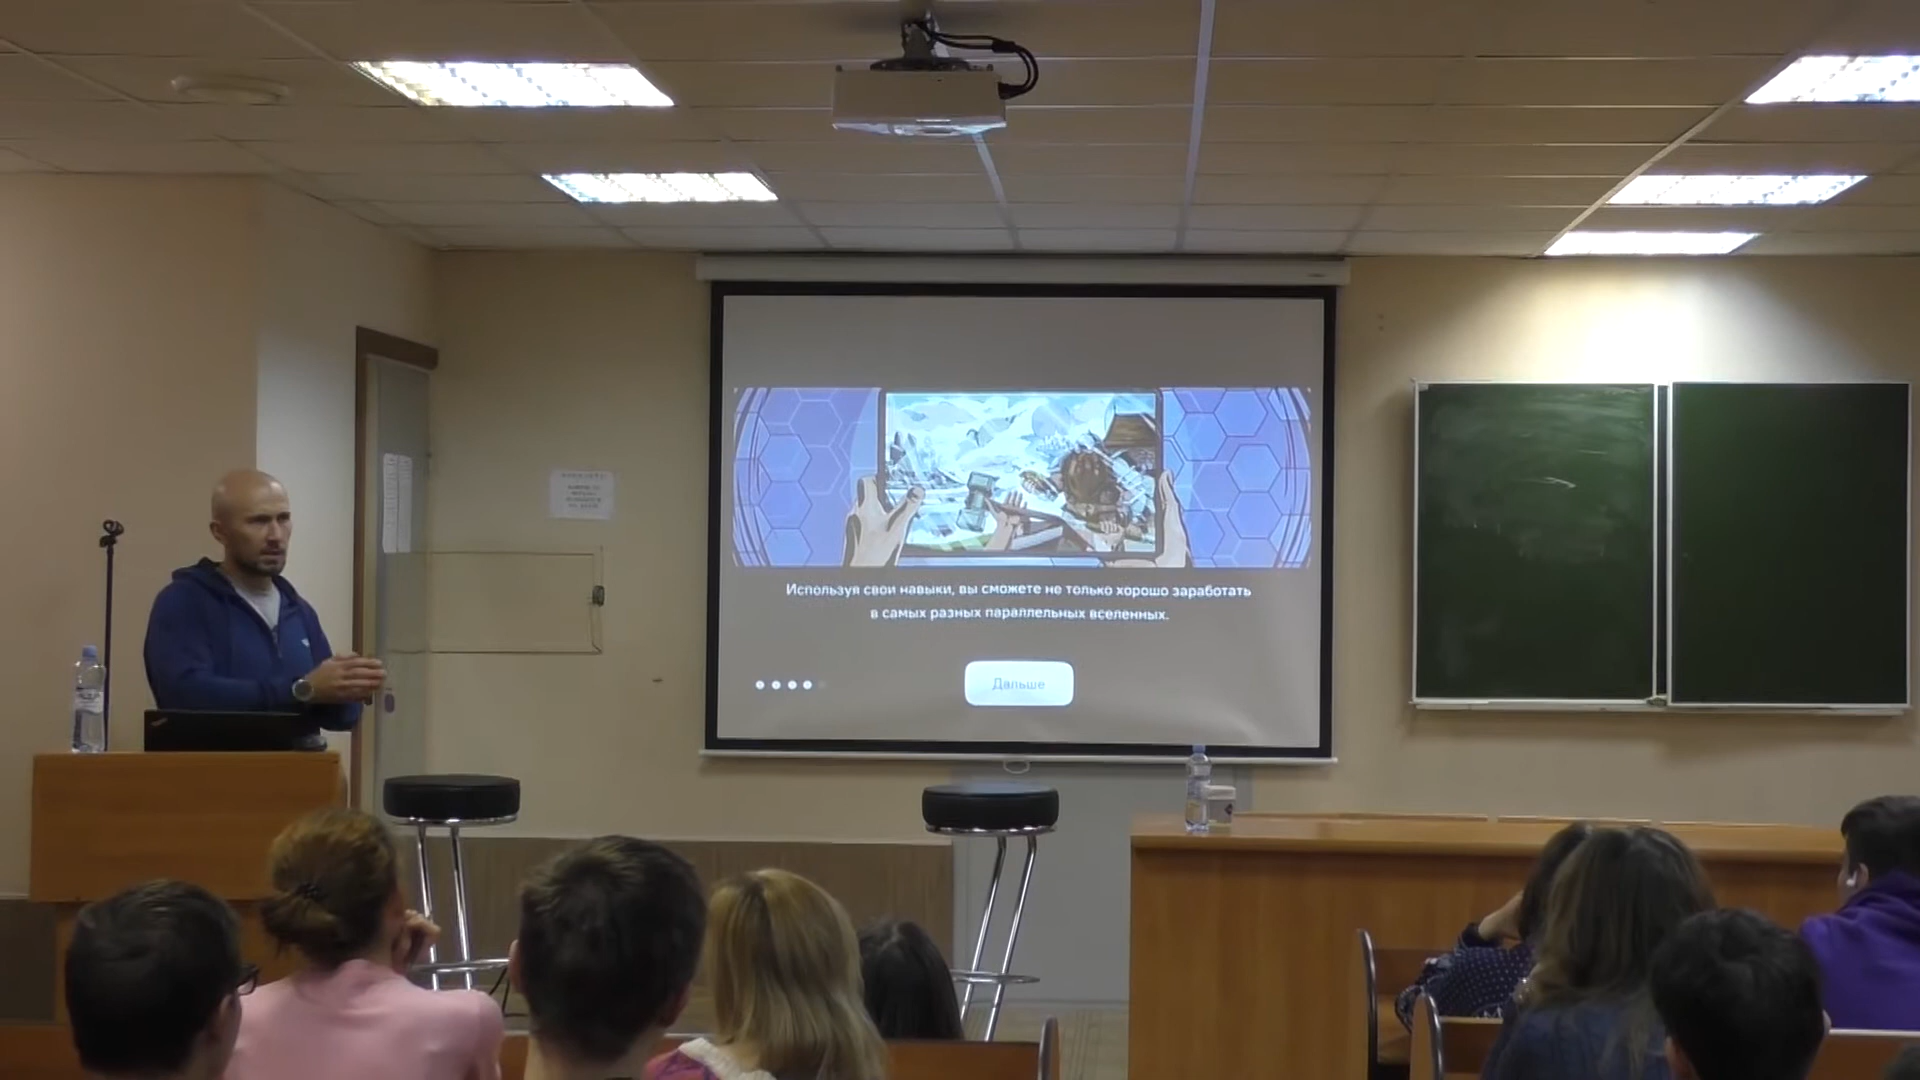 Используя свои навыки, вы сможете не только хорошо заработать
в самых разных параллельных вселенных.
Дальше